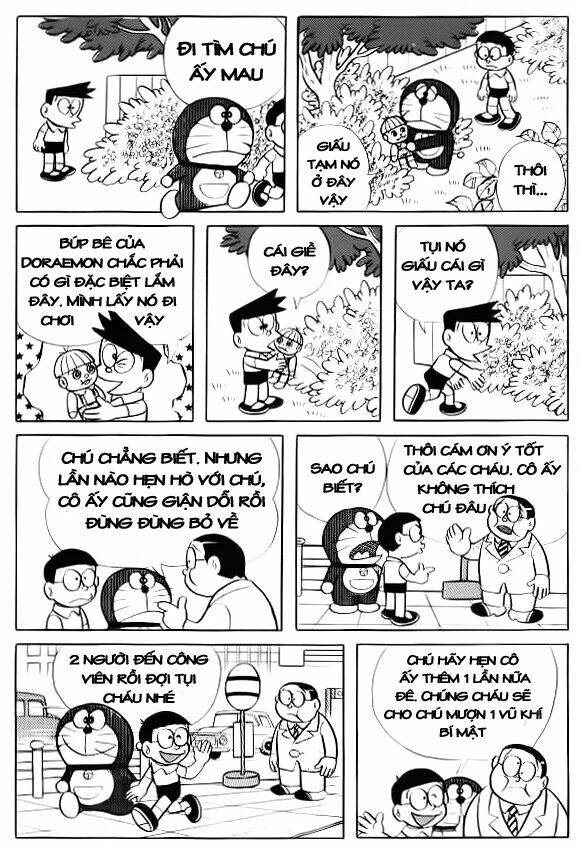 THÔI
THÌ...
GIẤU
TẠM NÓ
Ở ĐÂY
VẬY
ĐI TÌM CHÚ
ẤY MAU
TỤI NÓ
GIẤU CÁI GÌ
VẬY TA?
CÁI GIỀ
ĐÂY?
BÚP BÊ CỦA
DORAEMON CHẮC PHẢI
CÓ GÌ ĐẶC BIỆT LẮM
ĐÂY. MÌNH LẤY NÓ ĐI
CHƠI VẬY
THÔI CÁM ƠN Ý TỐT
CỦA CÁC CHÁU. CÔ ẤY
KHÔNG THÍCH
CHÚ ĐÂU
SAO CHÚ
BIẾT?
CHÚ CHẲNG BIẾT. NHƯNG
LẦN NÀO HẸN HÒ VỚI CHÚ,
CÔ ẤY CŨNG GIẬN DỖI RỒI
ĐÙNG ĐÙNG BỎ VỀ
CHÚ HÃY HẸN CÔ
ẤY THÊM 1 LẦN NỮA
ĐÊ. CHÚNG CHÁU SẼ
CHO CHÚ MƯỢN 1 VŨ KHÍ
BÍ MẬT
2 NGƯỜI ĐẾN CÔNG
VIÊN RỒI ĐỢI TỤI
CHÁU NHÉ